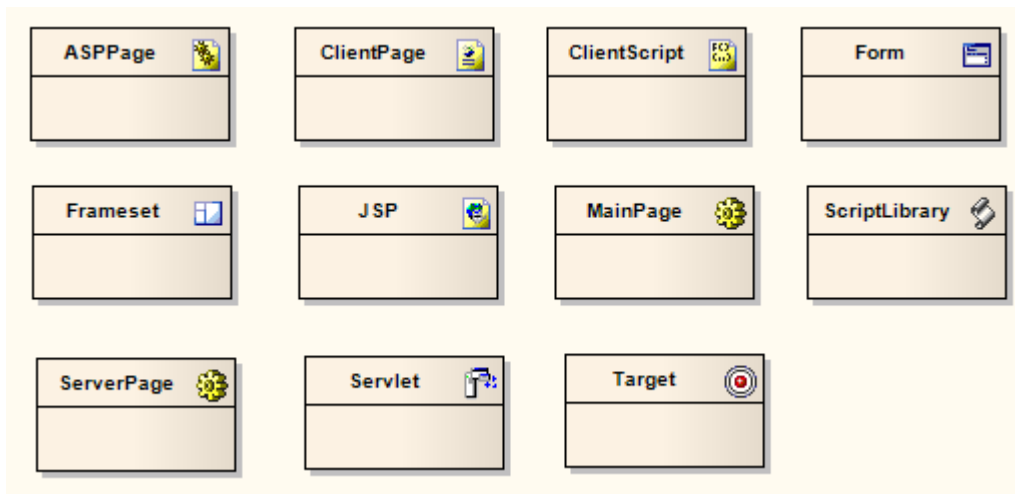 ASPPage
ClientPage
ClientScript
Form
Frameset
JSP
MainPage
ScriptLibrary
ServerPage
Servlet
Target